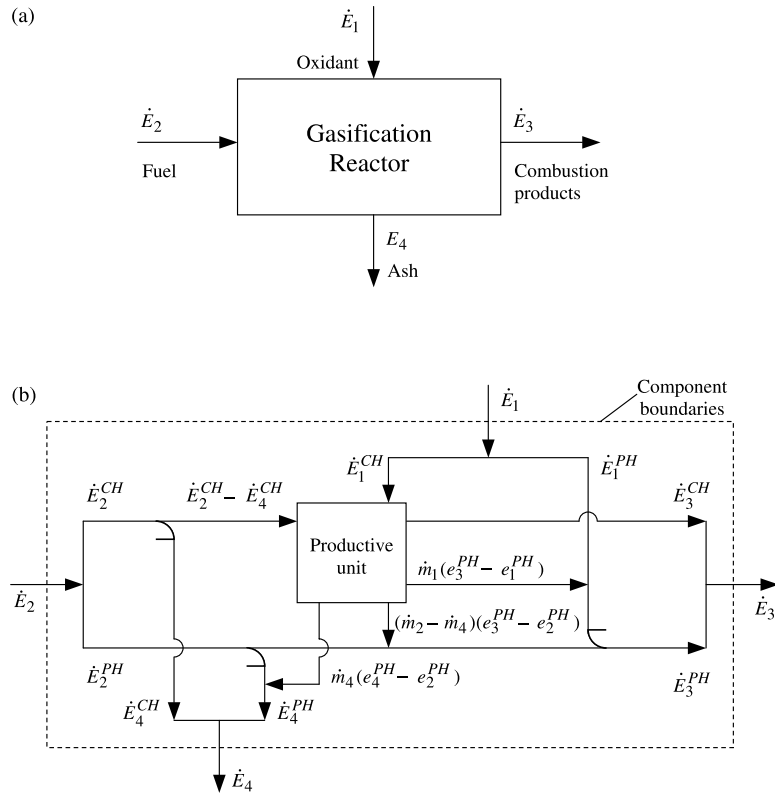 (a)
Ė₁
Oxidant
Ė₂
Fuel
Gasification
Reactor
Ė₃
Combustion
products
E₄
Ash
(b)
Component
boundaries
Ė₁
Ė₁^CH
Ė₁^PH
Ė₂^CH
Ė₂^CH − Ė₄^CH
Ė₃^CH
Productive
unit
ṁ₁(e₃^PH − e₁^PH)
Ė₂
Ė₃
(ṁ₂ − ṁ₄)(e₃^PH − e₂^PH)
Ė₂^PH
ṁ₄(e₄^PH − e₂^PH)
Ė₃^PH
Ė₄^CH
Ė₄^PH
Ė₄